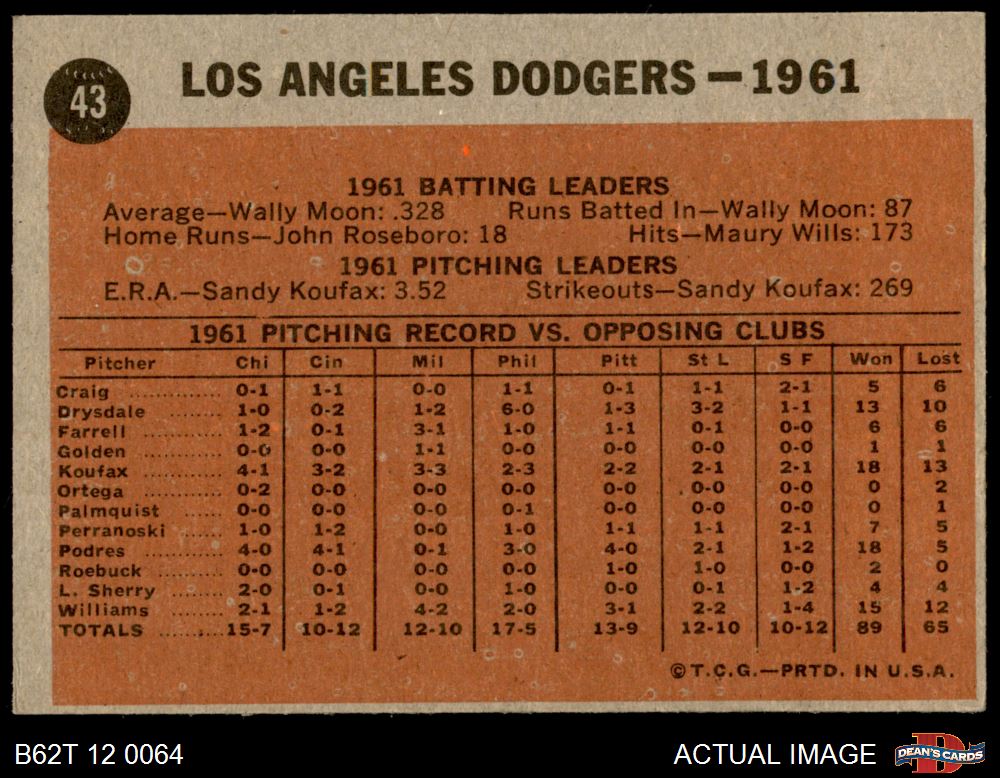 43
LOS ANGELES DODGERS — 1961
1961 BATTING LEADERS
Average—Wally Moon: .328 Runs Batted In—Wally Moon: 87
Home Runs—John Roseboro: 18 Hits—Maury Wills: 173
1961 PITCHING LEADERS
E.R.A.—Sandy Koufax: 3.52 Strikeouts—Sandy Koufax: 269
1961 PITCHING RECORD VS. OPPOSING CLUBS
Pitcher Chi Cin Mil Phil Pitt St L S F Won Lost
Craig 0-1 1-1 0-0 1-1 0-1 1-1 2-1 5 6
Drysdale 1-0 0-2 1-2 6-0 1-3 3-2 1-1 13 10
Farrell 1-2 0-1 3-1 1-0 1-1 0-1 0-0 6 6
Golden 0-0 0-0 1-1 0-0 0-0 0-0 0-0 1 1
Koufax 4-1 3-2 3-3 2-3 2-2 2-1 2-1 18 13
Ortega 0-2 0-0 0-0 0-0 0-0 0-0 0-0 0 2
Palmquist 0-0 0-0 0-0 0-1 0-0 0-0 0-0 0 1
Perranoski 1-0 1-2 0-0 1-0 1-1 1-1 2-1 7 5
Podres 4-0 4-1 0-1 3-0 4-0 2-1 1-2 18 5
Roebuck 0-0 0-0 0-0 0-0 1-0 1-0 0-0 2 0
L. Sherry 2-0 0-1 0-0 1-0 0-0 0-1 1-2 4 4
Williams 2-1 1-2 4-2 2-0 3-1 2-2 1-4 15 12
TOTALS 15-7 10-12 12-10 17-5 13-9 12-10 10-12 89 65
©T.C.G.—PRTD. IN U.S.A.
B62T 12 0064 ACTUAL IMAGE DEAN'S CARDS